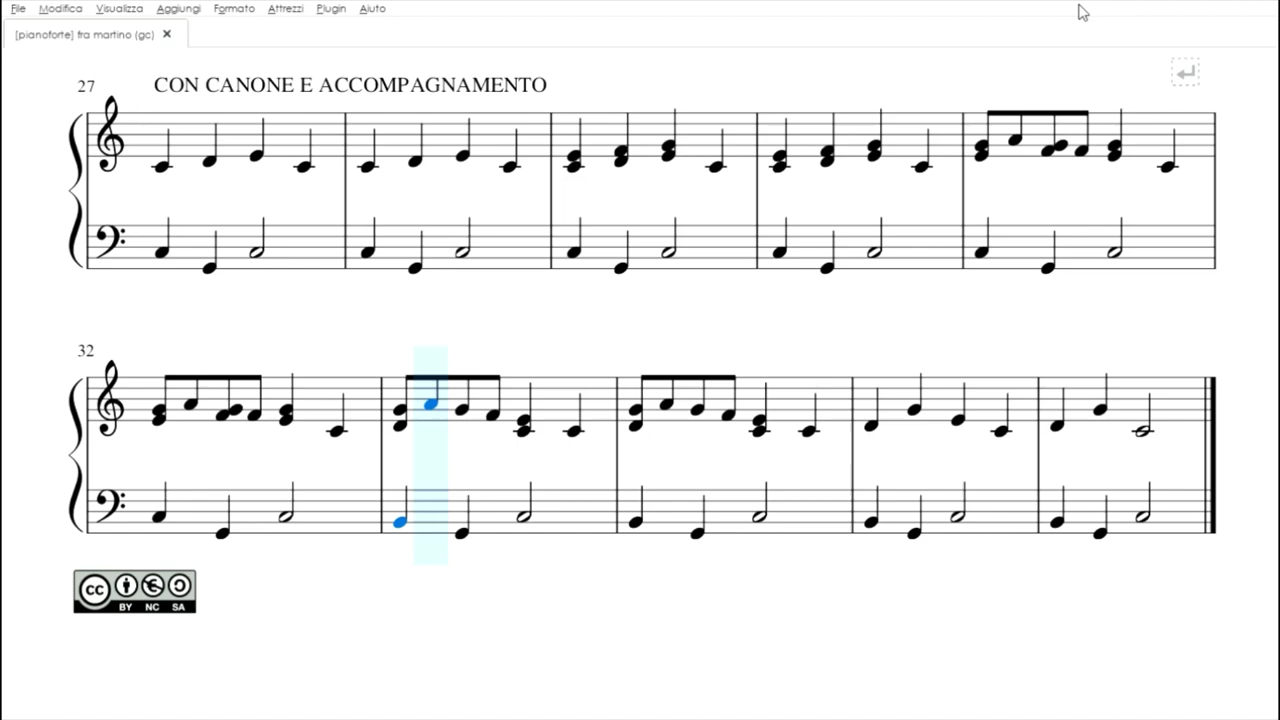 File Modifica Visualizza Aggiungi Formato Attrezzi Plugin Aiuto
[pianoforte] fra martino (gc) ×
27 CON CANONE E ACCOMPAGNAMENTO
32
cc BY NC SA